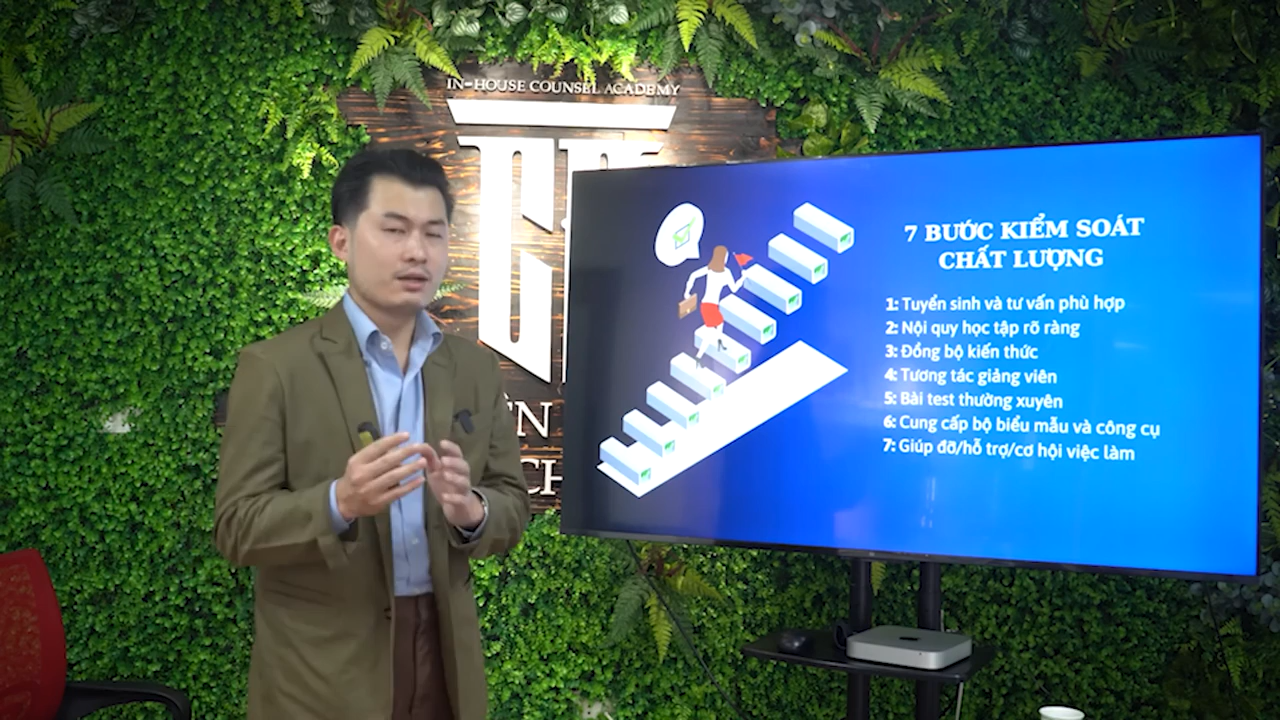 IN-HOUSE COUNSEL ACADEMY
7 BƯỚC KIỂM SOÁT
CHẤT LƯỢNG
1: Tuyển sinh và tư vấn phù hợp
2: Nội quy học tập rõ ràng
3: Đồng bộ kiến thức
4: Tương tác giảng viên
5: Bài test thường xuyên
6: Cung cấp bộ biểu mẫu và công cụ
7: Giúp đỡ/hỗ trợ/cơ hội việc làm